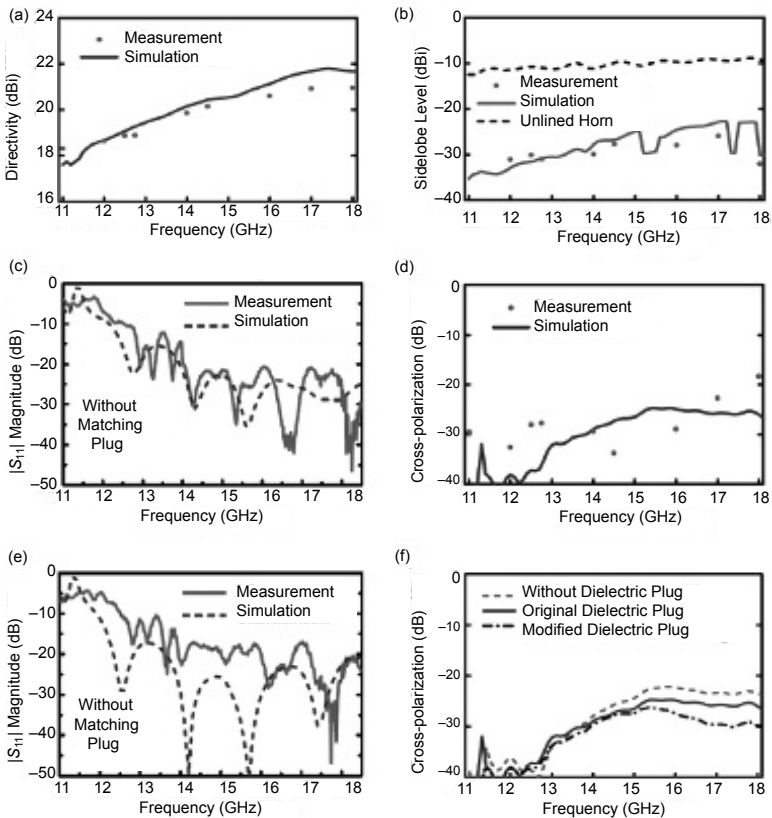 (a)
24
22
20
18
16
Directivity (dBi)
Measurement
Simulation
11 12 13 14 15 16 17 18
Frequency (GHz)
(b)
0
–10
–20
–30
–40
Sidelobe Level (dBi)
Measurement
Simulation
Unlined Horn
11 12 13 14 15 16 17 18
Frequency (GHz)
(c)
0
–10
–20
–30
–40
–50
|S11| Magnitude (dB)
Measurement
Simulation
Without
Matching
Plug
11 12 13 14 15 16 17 18
Frequency (GHz)
(d)
0
–10
–20
–30
–40
Cross-polarization (dB)
Measurement
Simulation
11 12 13 14 15 16 17 18
Frequency (GHz)
(e)
0
–10
–20
–30
–40
–50
|S11| Magnitude (dB)
Measurement
Simulation
Without
Matching
Plug
11 12 13 14 15 16 17 18
Frequency (GHz)
(f)
0
–10
–20
–30
–40
Cross-polarization (dB)
Without Dielectric Plug
Original Dielectric Plug
Modified Dielectric Plug
11 12 13 14 15 16 17 18
Frequency (GHz)